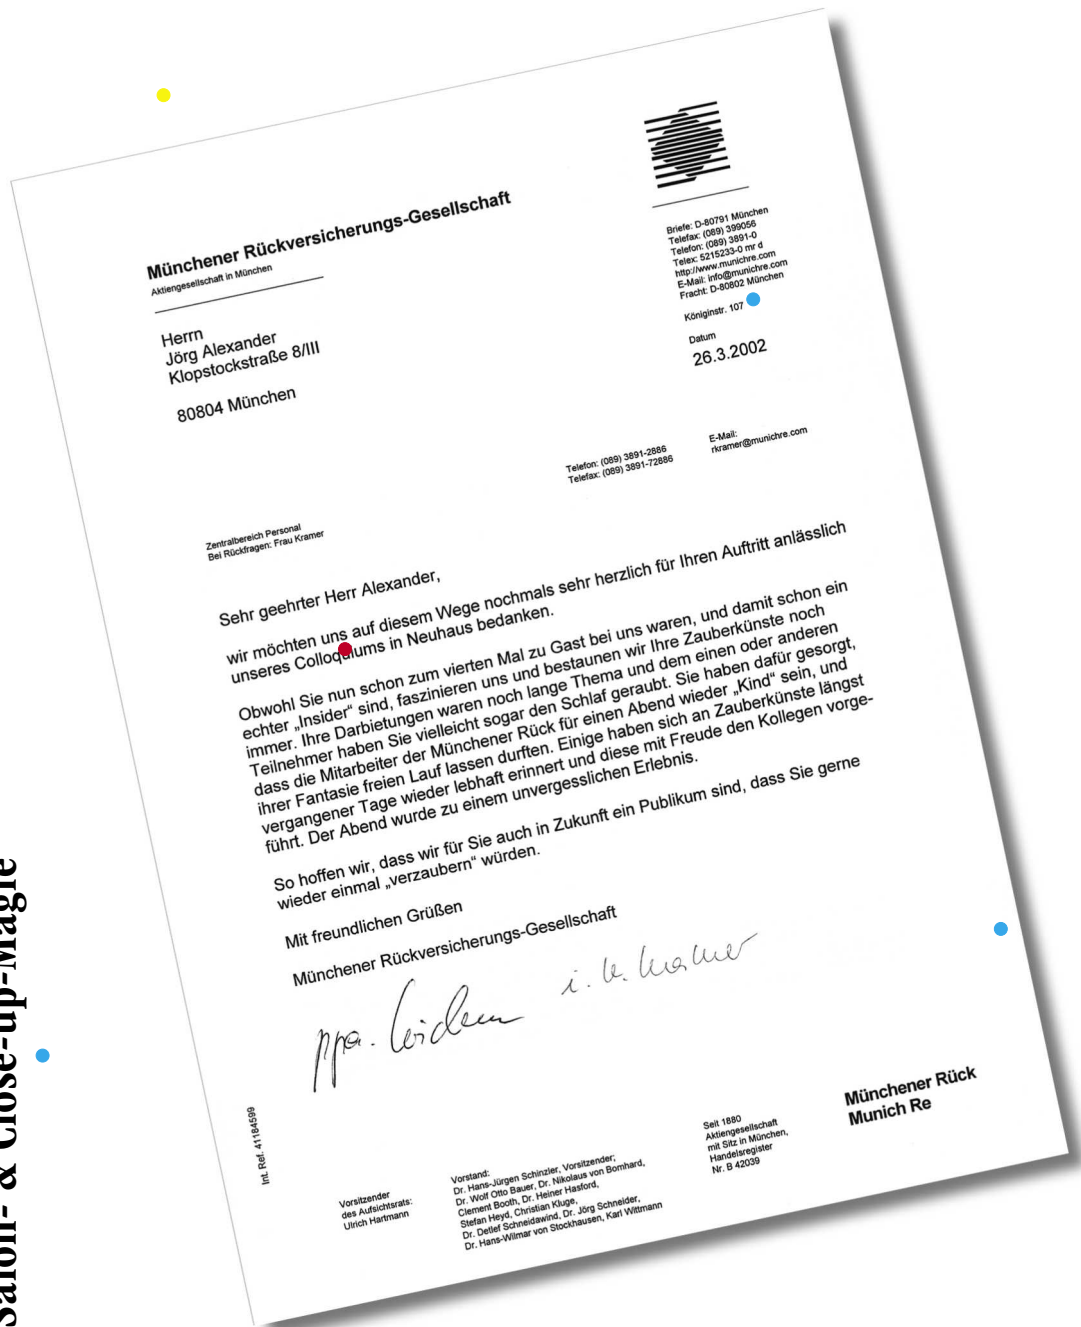 Münchener Rückversicherungs-Gesellschaft
Aktiengesellschaft in München
Briefe: D-80791 München
Telefax: (089) 399056
Telefon: (089) 3891-0
Telex: 5215233-0 mr d
http://www.munichre.com
E-Mail: info@munichre.com
Fracht: D-80802 München
Königinstr. 107
Datum
26.3.2002
Herrn
Jörg Alexander
Klopstockstraße 8/III
80804 München
Telefon: (089) 3891-2886
Telefax: (089) 3891-72886
E-Mail:
rkramer@munichre.com
Zentralbereich Personal
Bei Rückfragen: Frau Kramer
Sehr geehrter Herr Alexander,
wir möchten uns auf diesem Wege nochmals sehr herzlich für Ihren Auftritt anlässlich
unseres Colloquiums in Neuhaus bedanken.
Obwohl Sie nun schon zum vierten Mal zu Gast bei uns waren, und damit schon ein
echter „Insider“ sind, faszinieren uns und bestaunen wir Ihre Zauberkünste noch
immer. Ihre Darbietungen waren noch lange Thema und dem einen oder anderen
Teilnehmer haben Sie vielleicht sogar den Schlaf geraubt. Sie haben dafür gesorgt,
dass die Mitarbeiter der Münchener Rück für einen Abend wieder „Kind“ sein, und
ihrer Fantasie freien Lauf lassen durften. Einige haben sich an Zauberkünste längst
vergangener Tage wieder lebhaft erinnert und diese mit Freude den Kollegen vorge-
führt. Der Abend wurde zu einem unvergesslichen Erlebnis.
So hoffen wir, dass wir für Sie auch in Zukunft ein Publikum sind, dass Sie gerne
wieder einmal „verzaubern“ würden.
Mit freundlichen Grüßen
Münchener Rückversicherungs-Gesellschaft
ppa.
i. V. Kramer
Int. Ref. 41184599
Vorsitzender
des Aufsichtsrats:
Ulrich Hartmann
Vorstand:
Dr. Hans-Jürgen Schinzler, Vorsitzender;
Dr. Wolf Otto Bauer, Dr. Nikolaus von Bomhard,
Clement Booth, Dr. Heiner Hasford,
Stefan Heyd, Christian Kluge,
Dr. Detlef Schneidawind, Dr. Jörg Schneider,
Dr. Hans-Wilmar von Stockhausen, Karl Wittmann
Seit 1880
Aktiengesellschaft
mit Sitz in München,
Handelsregister
Nr. B 42039
Münchener Rück
Munich Re
Salon- & Close-up-Magie